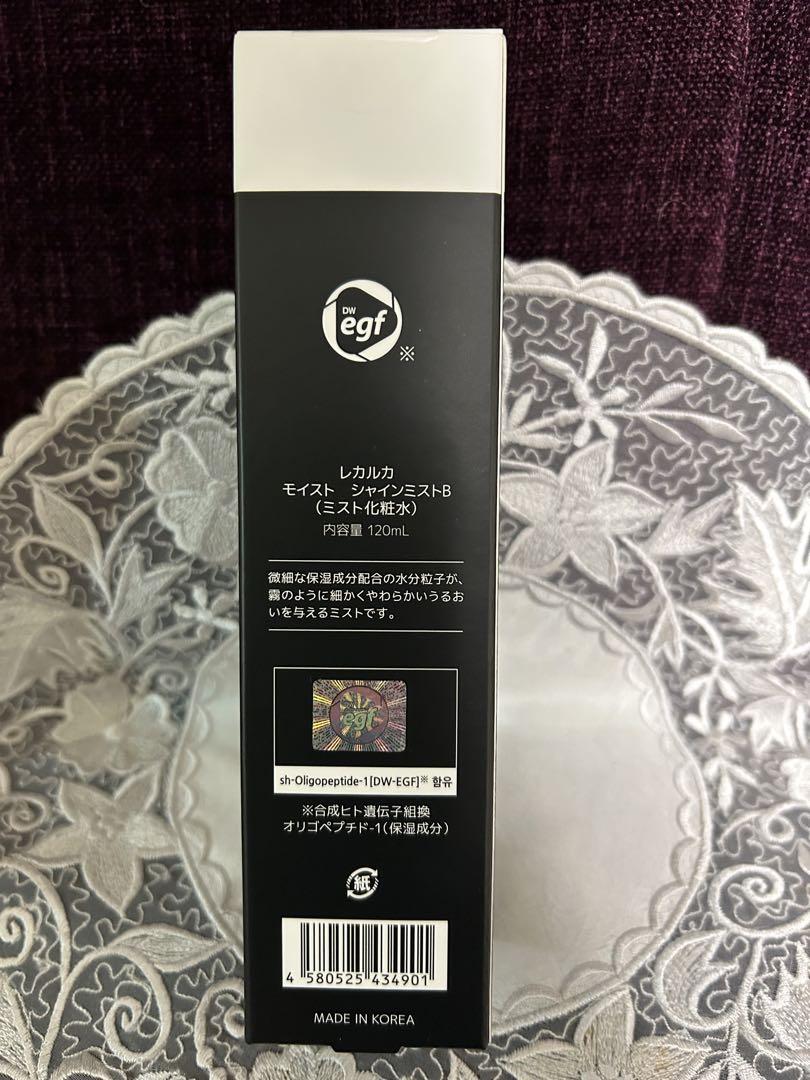 DW
egf
※
レカルカ
モイスト シャインミストB
(ミスト化粧水)
内容量 120mL
微細な保湿成分配合の水分粒子が、
霧のように細かくやわらかいうるお
いを与えるミストです。
egf
sh-Oligopeptide-1[DW-EGF]※ 함유
※合成ヒト遺伝子組換
オリゴペプチド-1(保湿成分)
紙
4 580525 434901
MADE IN KOREA